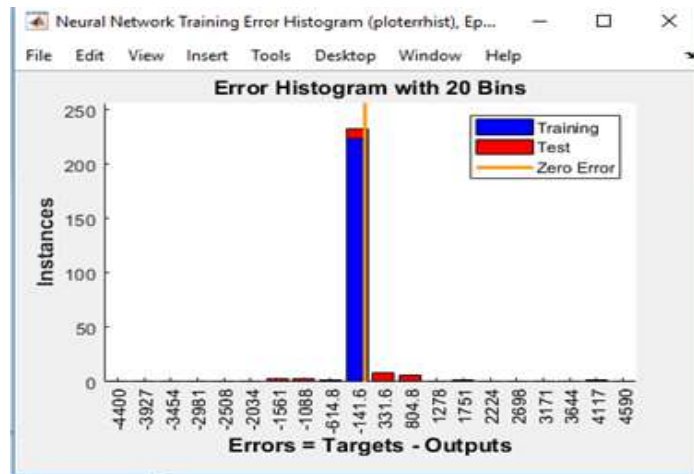 Neural Network Training Error Histogram (ploterrhist), Ep...
File Edit View Insert Tools Desktop Window Help
Error Histogram with 20 Bins
250
200
150
100
50
0
Instances
Training
Test
Zero Error
-4400 -3927 -3454 -2981 -2508 -2034 -1561 -1088 -614.8 -141.6 331.6 804.8 1278 1751 2224 2698 3171 3644 4117 4590
Errors = Targets - Outputs